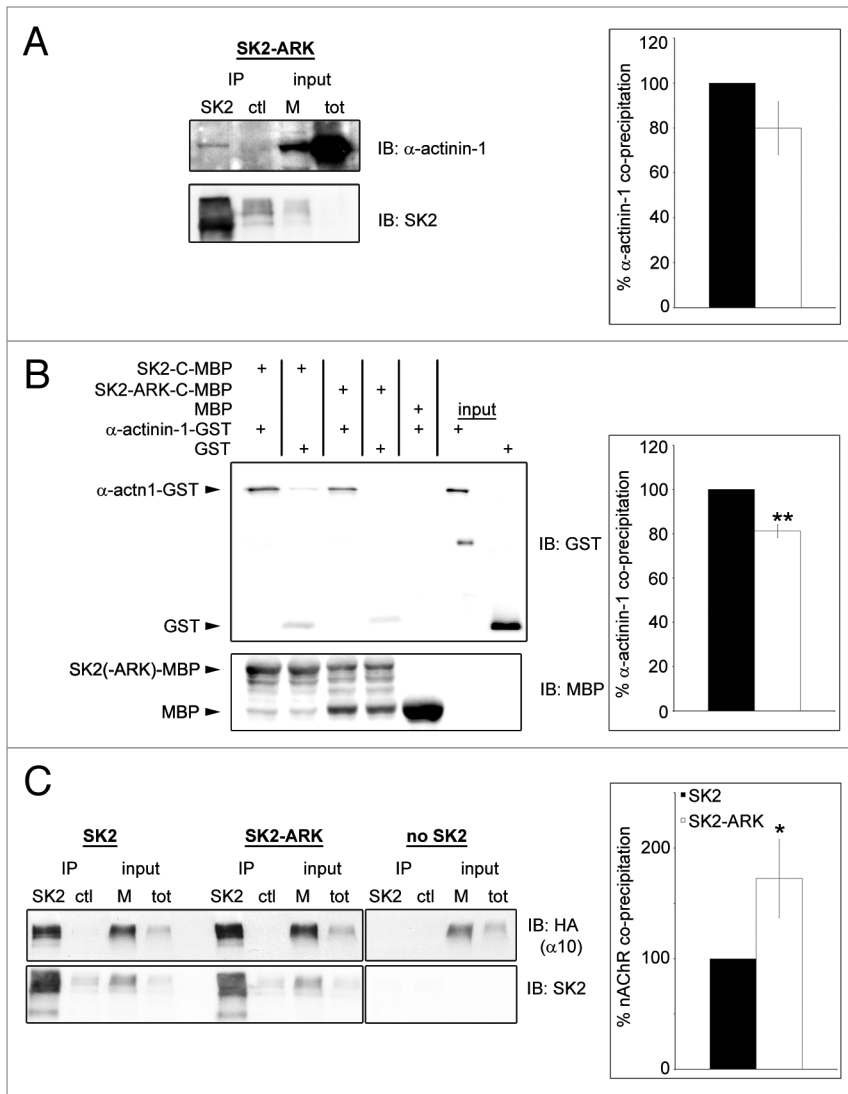 A
SK2-ARK
IP input
SK2 ctl M tot
IB: α-actinin-1
IB: SK2
% α-actinin-1 co-precipitation
120
100
80
60
40
20
0
B
SK2-C-MBP + +
SK2-ARK-C-MBP + +
MBP + input
α-actinin-1-GST + + + +
GST + + +
α-actn1-GST
IB: GST
GST
SK2(-ARK)-MBP
IB: MBP
MBP
% α-actinin-1 co-precipitation
120
100
80
60
40
20
0
**
C
SK2 SK2-ARK no SK2
IP input IP input IP input
SK2 ctl M tot SK2 ctl M tot SK2 ctl M tot
IB: HA
(α10)
IB: SK2
% nAChR co-precipitation
SK2
SK2-ARK
*
200
100
0